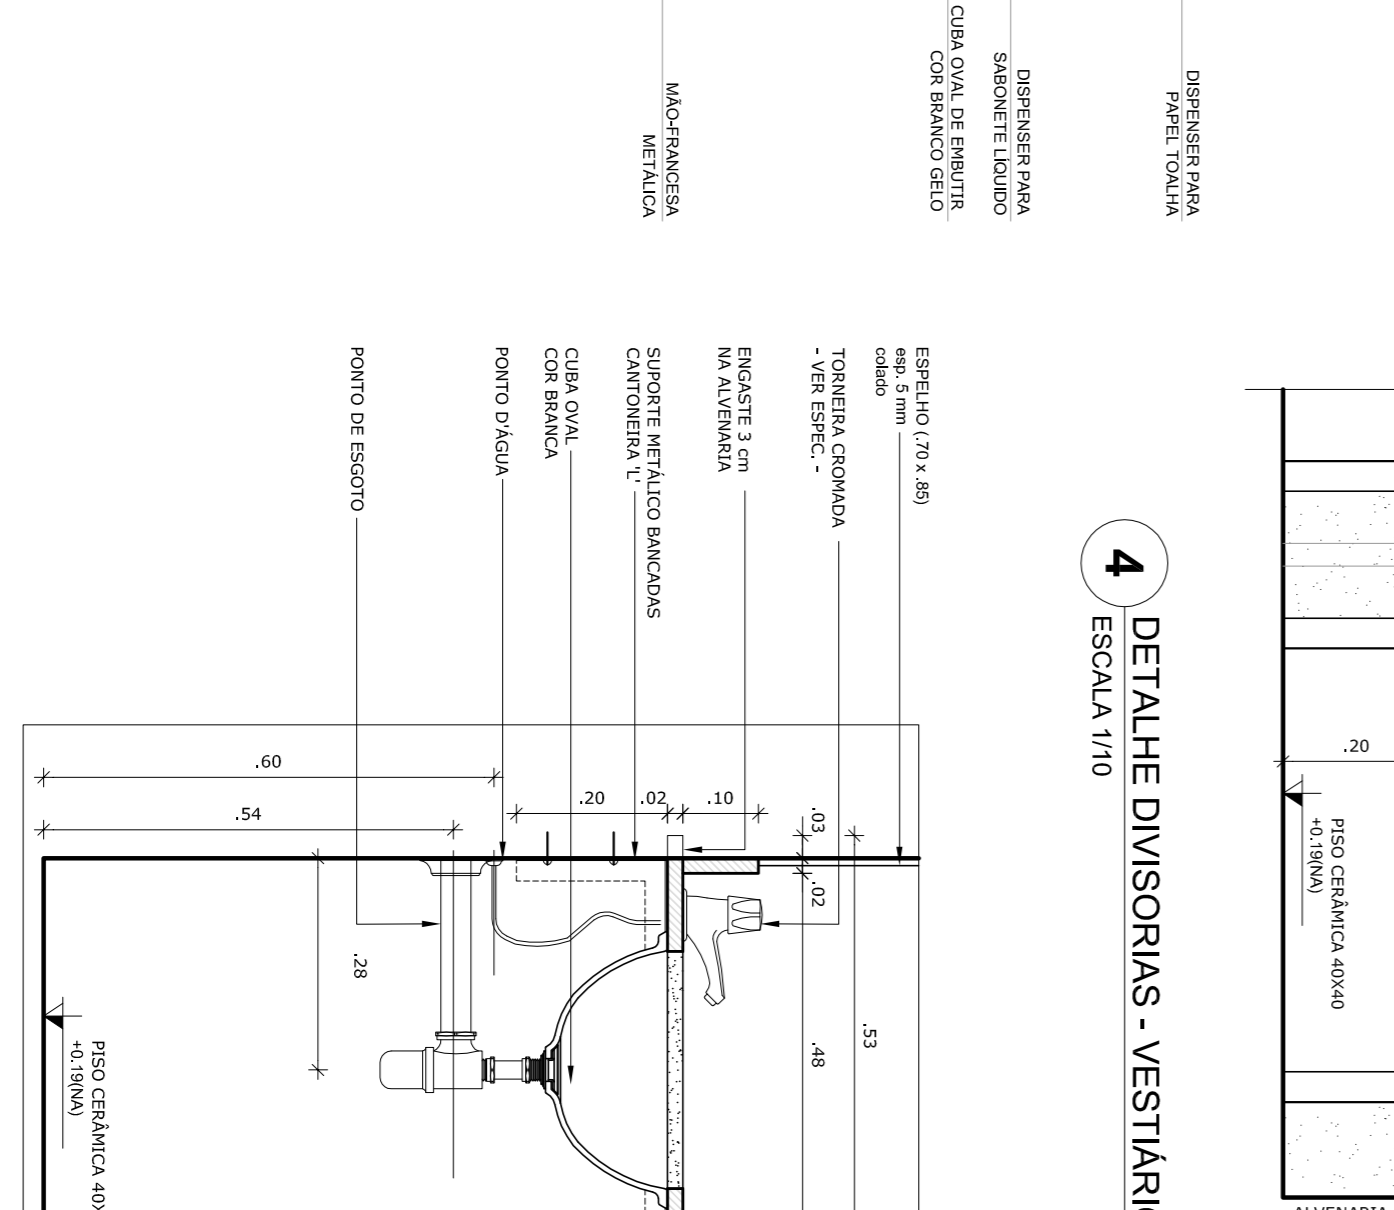 DISPENSER PARA
PAPEL TOALHA
DISPENSER PARA
SABONETE LÍQUIDO
CUBA OVAL DE EMBUTIR
COR BRANCO GELO
MÃO-FRANCESA
METÁLICA
ESPELHO (.70 x .85)
esp. 5 mm
colado
TORNEIRA CROMADA
- VER ESPEC. -
ENGASTE 3 cm
NA ALVENARIA
SUPORTE METÁLICO BANCADAS
CANTONEIRA 'L'
CUBA OVAL
COR BRANCA
PONTO D'ÁGUA
PONTO DE ESGOTO
4
DETALHE DIVISORIAS - VESTIÁRIO
ESCALA 1/10
.20
PISO CERÂMICA 40X40
+0.19(NA)
.60
.54
.20
.02
.10
.03
.02
.28
.48
.53
PISO CERÂMICA 40X
+0.19(NA)
ALVENARIA